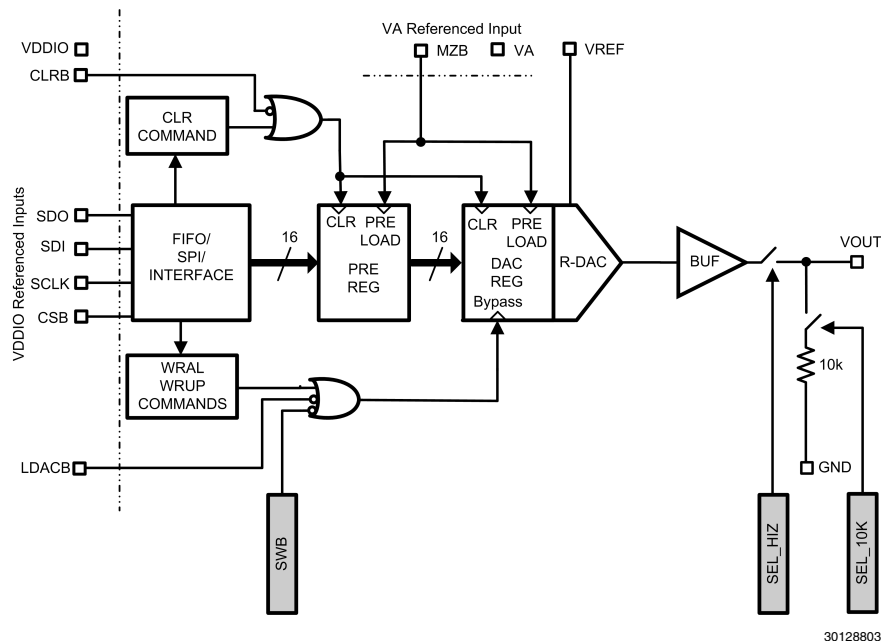 VA Referenced Input
VDDIO
MZB
VA
VREF
CLRB
CLR
COMMAND
VDDIO Referenced Inputs
SDO
SDI
SCLK
CSB
FIFO/
SPI/
INTERFACE
16
CLR
PRE
LOAD
PRE
REG
16
CLR
PRE
LOAD
DAC
REG
Bypass
R-DAC
BUF
VOUT
10k
GND
WRAL
WRUP
COMMANDS
LDACB
SWB
SEL_HIZ
SEL_10K
30128803